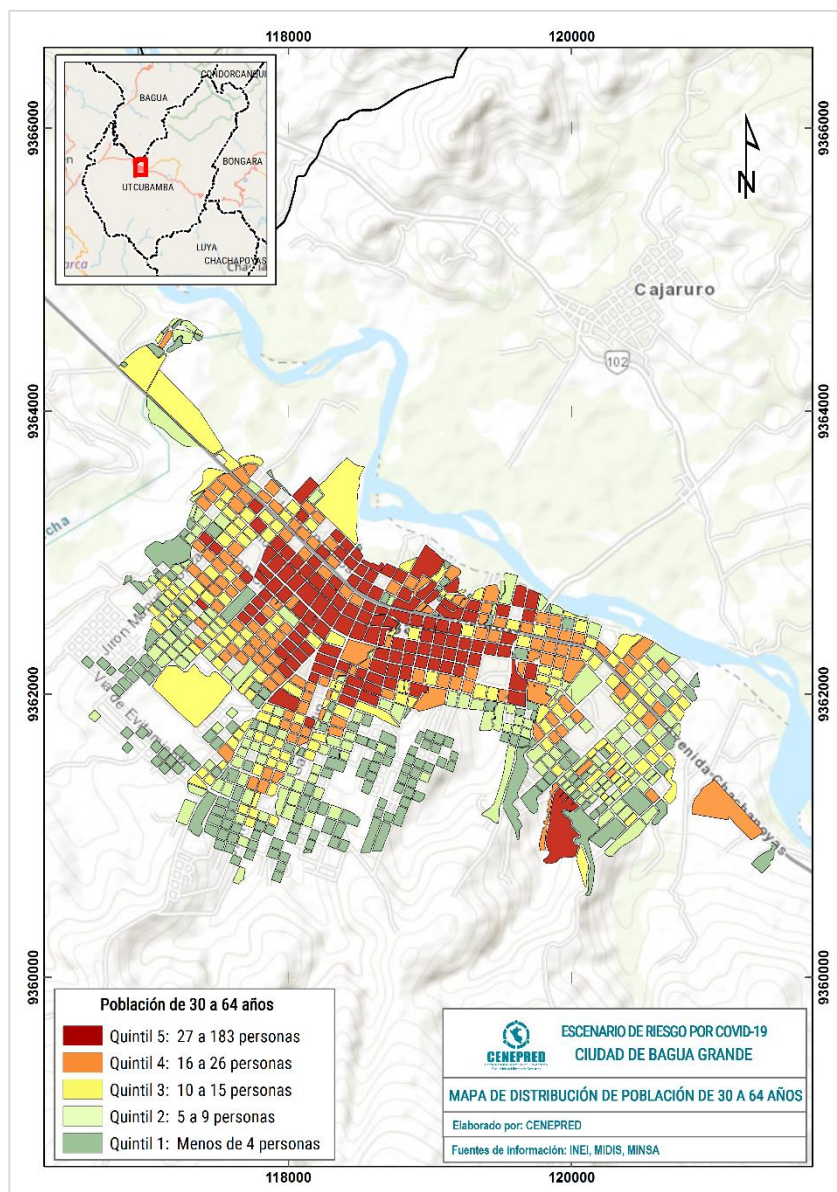 118000
120000
9366000
9366000
CONDORCANQUI
BAGUA
BONGARA
UTCUBAMBA
LUYA
CHACHAPOYAS
Cajaruro
102
9364000
9364000
9362000
9362000
Avenida Chachapoyas
9360000
9360000
Población de 30 a 64 años
Quintil 5: 27 a 183 personas
Quintil 4: 16 a 26 personas
Quintil 3: 10 a 15 personas
Quintil 2: 5 a 9 personas
Quintil 1: Menos de 4 personas
N
CENEPRED
ESCENARIO DE RIESGO POR COVID-19
CIUDAD DE BAGUA GRANDE
MAPA DE DISTRIBUCIÓN DE POBLACIÓN DE 30 A 64 AÑOS
Elaborado por: CENEPRED
Fuentes de información: INEI, MIDIS, MINSA
118000
120000